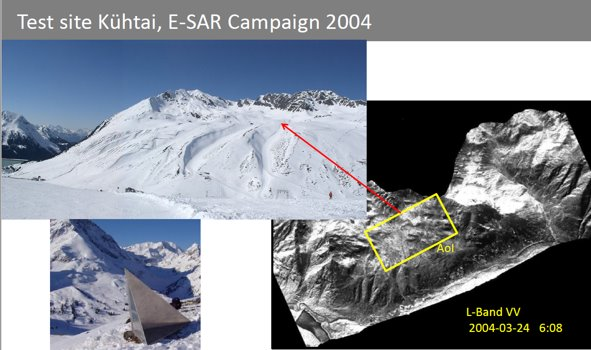 Test site Kühtai, E-SAR Campaign 2004
AoI
L-Band VV
2004-03-24 6:08